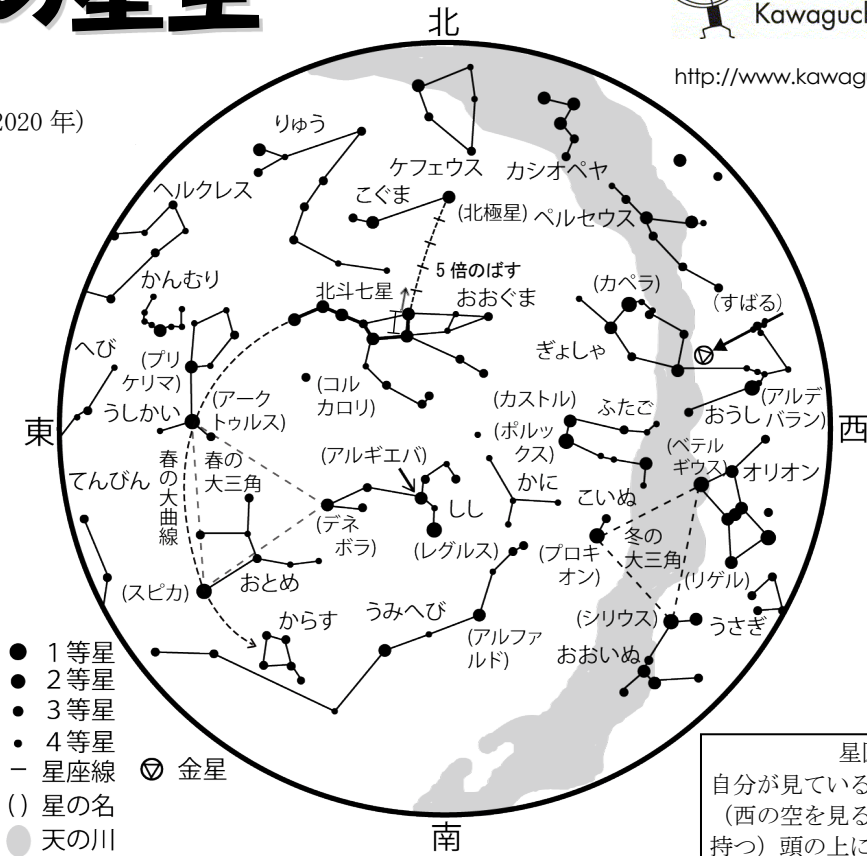 の星空
Kawaguch
http://www.kawag
2020 年)
北
りゅう
ケフェウス
カシオペヤ
ヘルクレス
こぐま
(北極星)
ペルセウス
5 倍のばす
かんむり
北斗七星
おおぐま
(カペラ)
(すばる)
へび
(プリ
ケリマ)
ぎょしゃ
(コル
カロリ)
(アーク
トゥルス)
うしかい
(カストル)
ふたご
(ポルッ
クス)
おうし
(アルデ
バラン)
東
西
てんびん
春の大曲線
春の
大三角
(アルギエバ)
しし
かに
(ベテル
ギウス)
オリオン
(デネ
ボラ)
(レグルス)
こいぬ
(プロキ
オン)
冬の
大三角
(リゲル)
(スピカ)
おとめ
からす
うみへび
(アルファ
ルド)
(シリウス)
うさぎ
おおいぬ
1等星
2等星
3等星
4等星
星座線
金星
() 星の名
天の川
南
星図
自分が見ている
(西の空を見る
持つ) 頭の上に